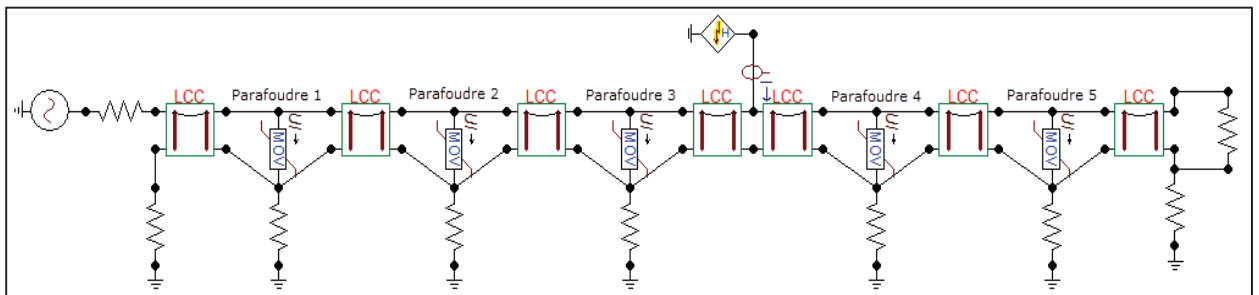 H
I
LCC Parafoudre 1 LCC Parafoudre 2 LCC Parafoudre 3 LCC LCC Parafoudre 4 LCC Parafoudre 5 LCC
U/I U/I U/I U/I U/I
MOV MOV MOV MOV MOV